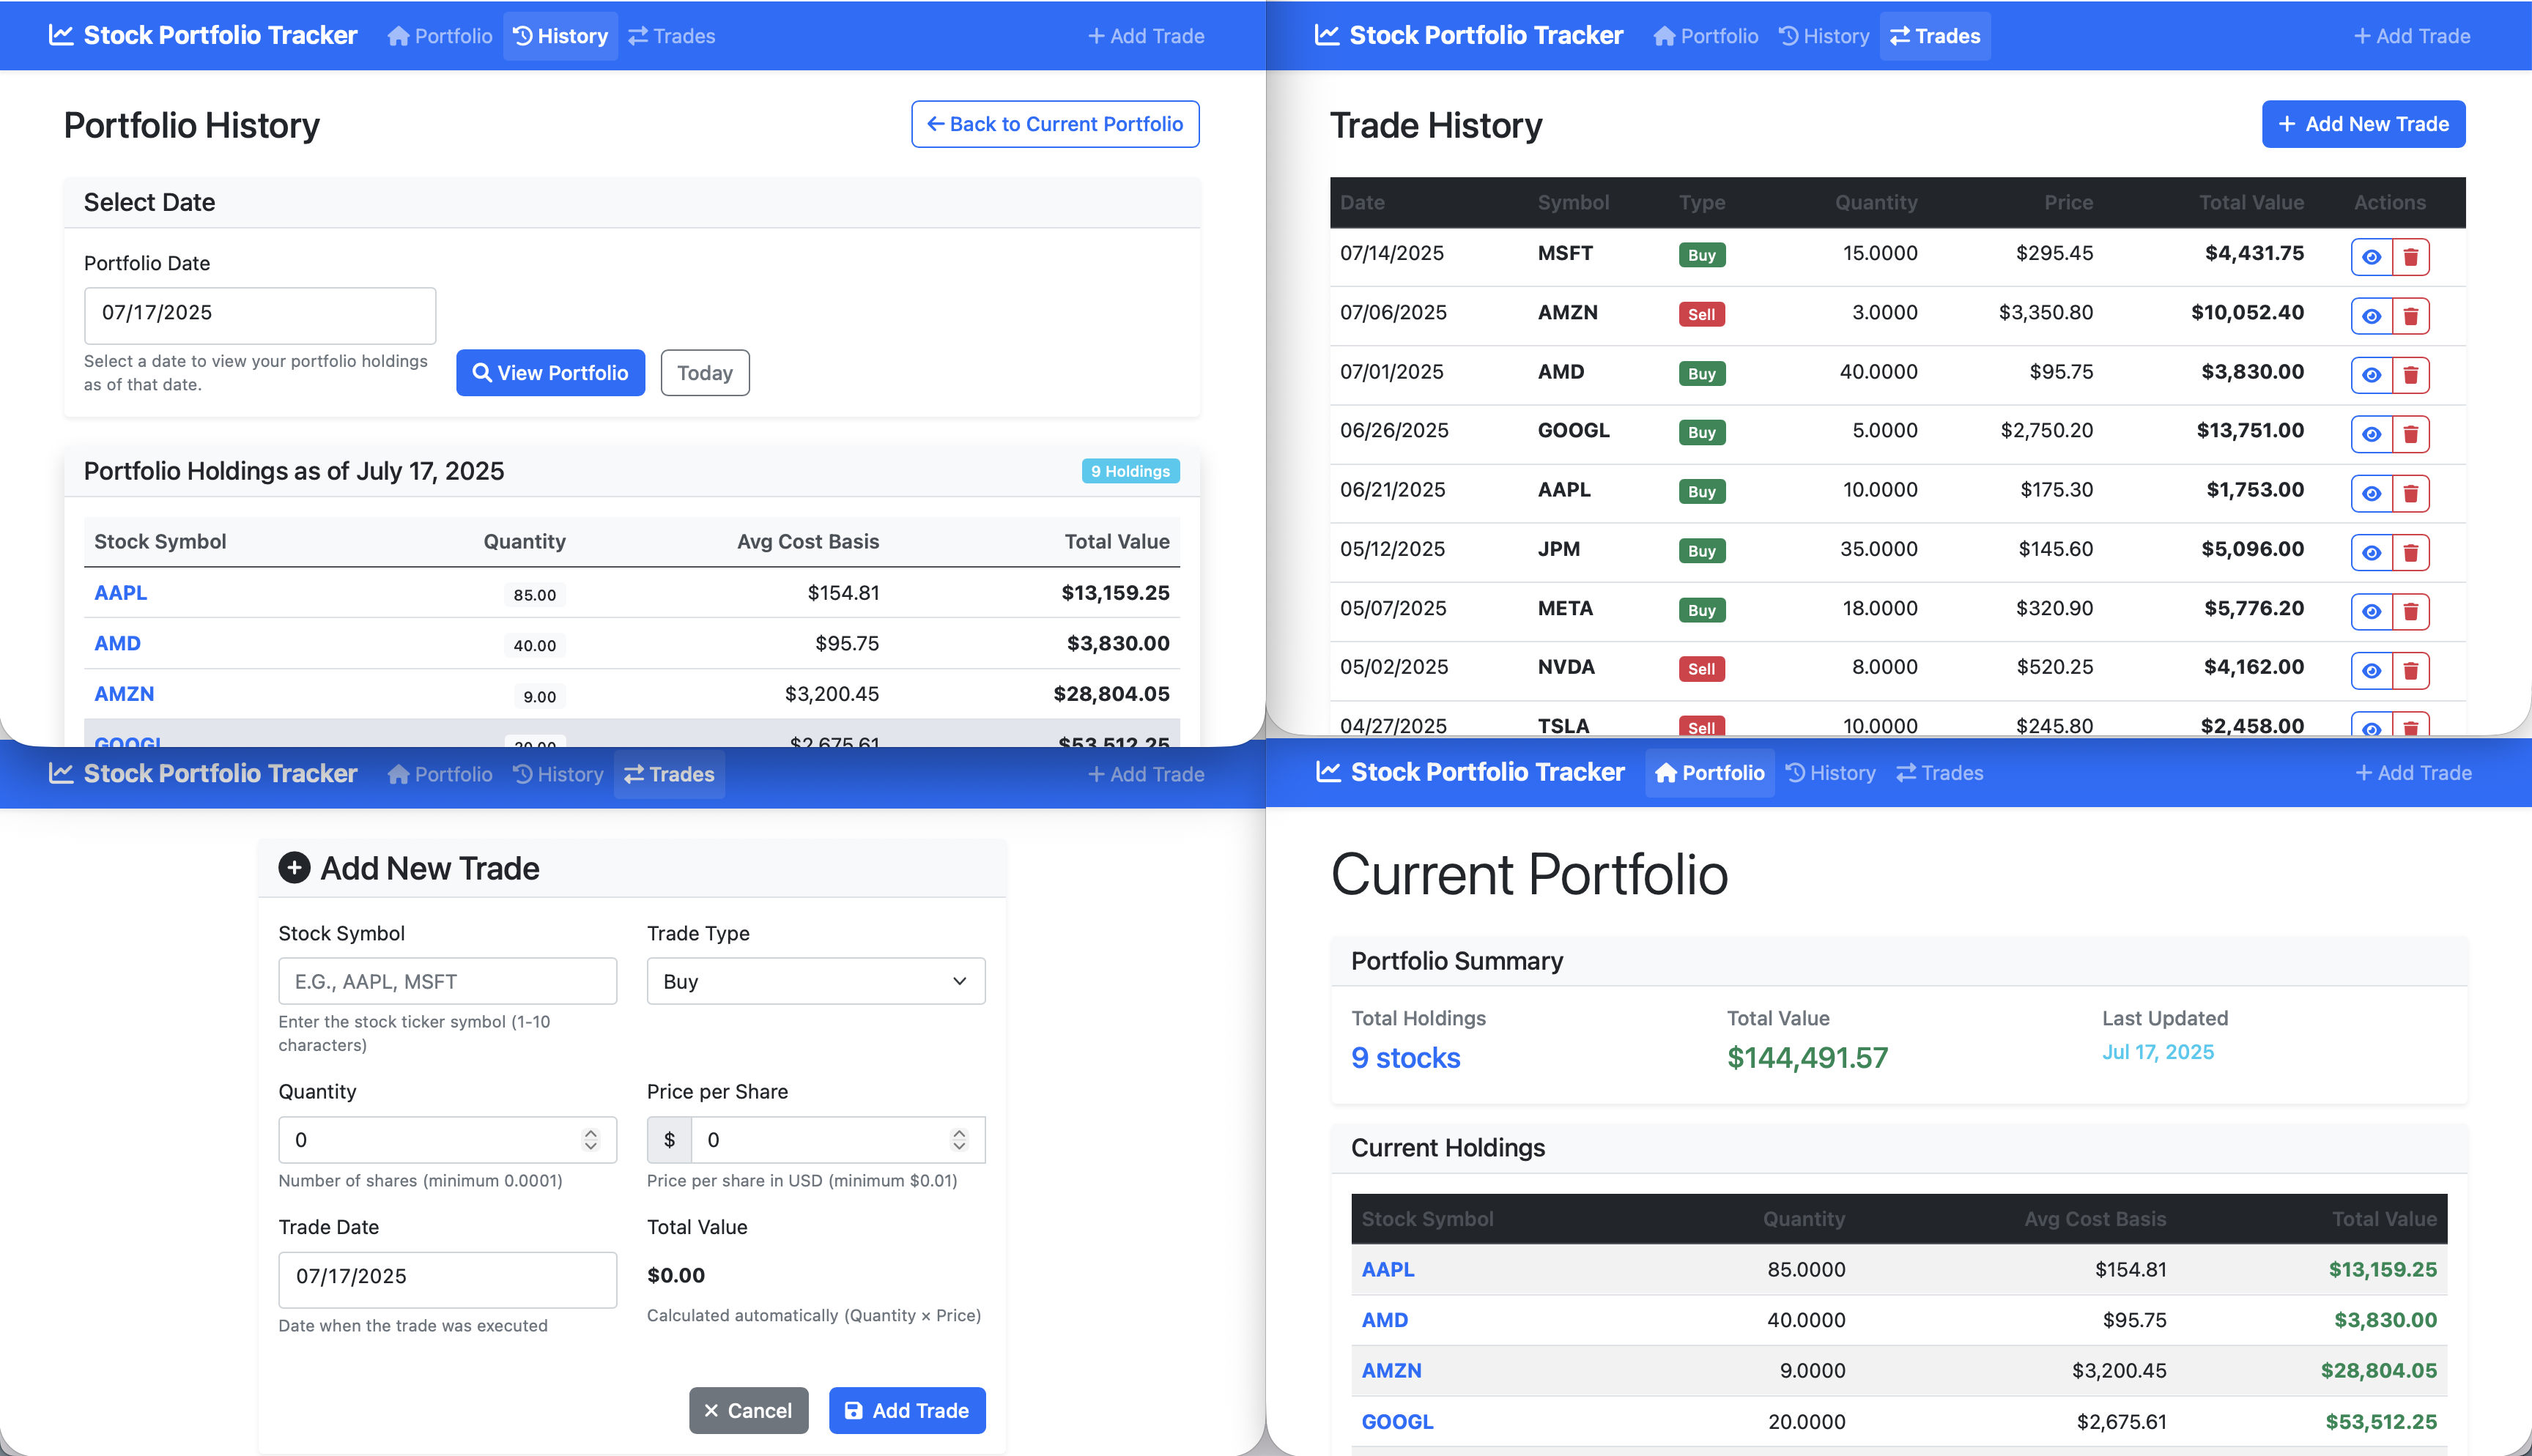 Stock Portfolio Tracker Portfolio History Trades + Add Trade
Portfolio History
← Back to Current Portfolio
Select Date
Portfolio Date
07/17/2025
Select a date to view your portfolio holdings
as of that date.
View Portfolio
Today
Portfolio Holdings as of July 17, 2025
9 Holdings
Stock Symbol Quantity Avg Cost Basis Total Value
AAPL 85.00 $154.81 $13,159.25
AMD 40.00 $95.75 $3,830.00
AMZN 9.00 $3,200.45 $28,804.05
GOOGL 20.00 $2,675.61 $53,512.25
Stock Portfolio Tracker Portfolio History Trades + Add Trade
Trade History
+ Add New Trade
Date Symbol Type Quantity Price Total Value Actions
07/14/2025 MSFT Buy 15.0000 $295.45 $4,431.75
07/06/2025 AMZN Sell 3.0000 $3,350.80 $10,052.40
07/01/2025 AMD Buy 40.0000 $95.75 $3,830.00
06/26/2025 GOOGL Buy 5.0000 $2,750.20 $13,751.00
06/21/2025 AAPL Buy 10.0000 $175.30 $1,753.00
05/12/2025 JPM Buy 35.0000 $145.60 $5,096.00
05/07/2025 META Buy 18.0000 $320.90 $5,776.20
05/02/2025 NVDA Sell 8.0000 $520.25 $4,162.00
04/27/2025 TSLA Sell 10.0000 $245.80 $2,458.00
Stock Portfolio Tracker Portfolio History Trades + Add Trade
Add New Trade
Stock Symbol Trade Type
E.G., AAPL, MSFT Buy
Enter the stock ticker symbol (1-10
characters)
Quantity Price per Share
0 $ 0
Number of shares (minimum 0.0001) Price per share in USD (minimum $0.01)
Trade Date Total Value
07/17/2025 $0.00
Date when the trade was executed Calculated automatically (Quantity × Price)
Cancel Add Trade
Stock Portfolio Tracker Portfolio History Trades + Add Trade
Current Portfolio
Portfolio Summary
Total Holdings Total Value Last Updated
9 stocks $144,491.57 Jul 17, 2025
Current Holdings
Stock Symbol Quantity Avg Cost Basis Total Value
AAPL 85.0000 $154.81 $13,159.25
AMD 40.0000 $95.75 $3,830.00
AMZN 9.0000 $3,200.45 $28,804.05
GOOGL 20.0000 $2,675.61 $53,512.25